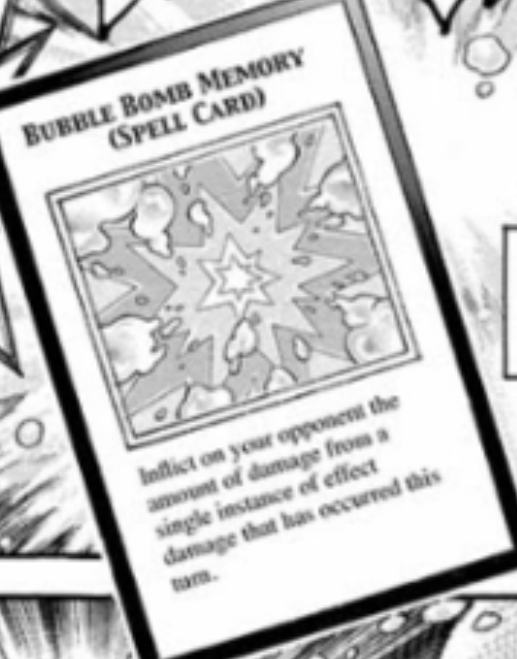 BUBBLE BOMB MEMORY
(SPELL CARD)
Inflict on your opponent the
amount of damage from a
single instance of effect
damage that has occurred this
turn.